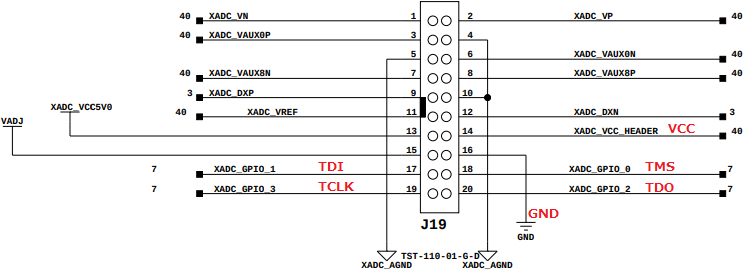 40 XADC_VN 1 2 XADC_VP 40
40 XADC_VAUX0P 3 4
5 6 XADC_VAUX0N 40
40 XADC_VAUX8N 7 8 XADC_VAUX8P 40
3 XADC_DXP 9 10
XADC_VCC5V0
VADJ
40 XADC_VREF 11 12 XADC_DXN 3
13 14 XADC_VCC_HEADER VCC 40
15 16
7 XADC_GPIO_1 TDI 17 18 XADC_GPIO_0 TMS 7
7 XADC_GPIO_3 TCLK 19 20 XADC_GPIO_2 TDO 7
GND
J19
GND
TST-110-01-G-D
XADC_AGND XADC_AGND